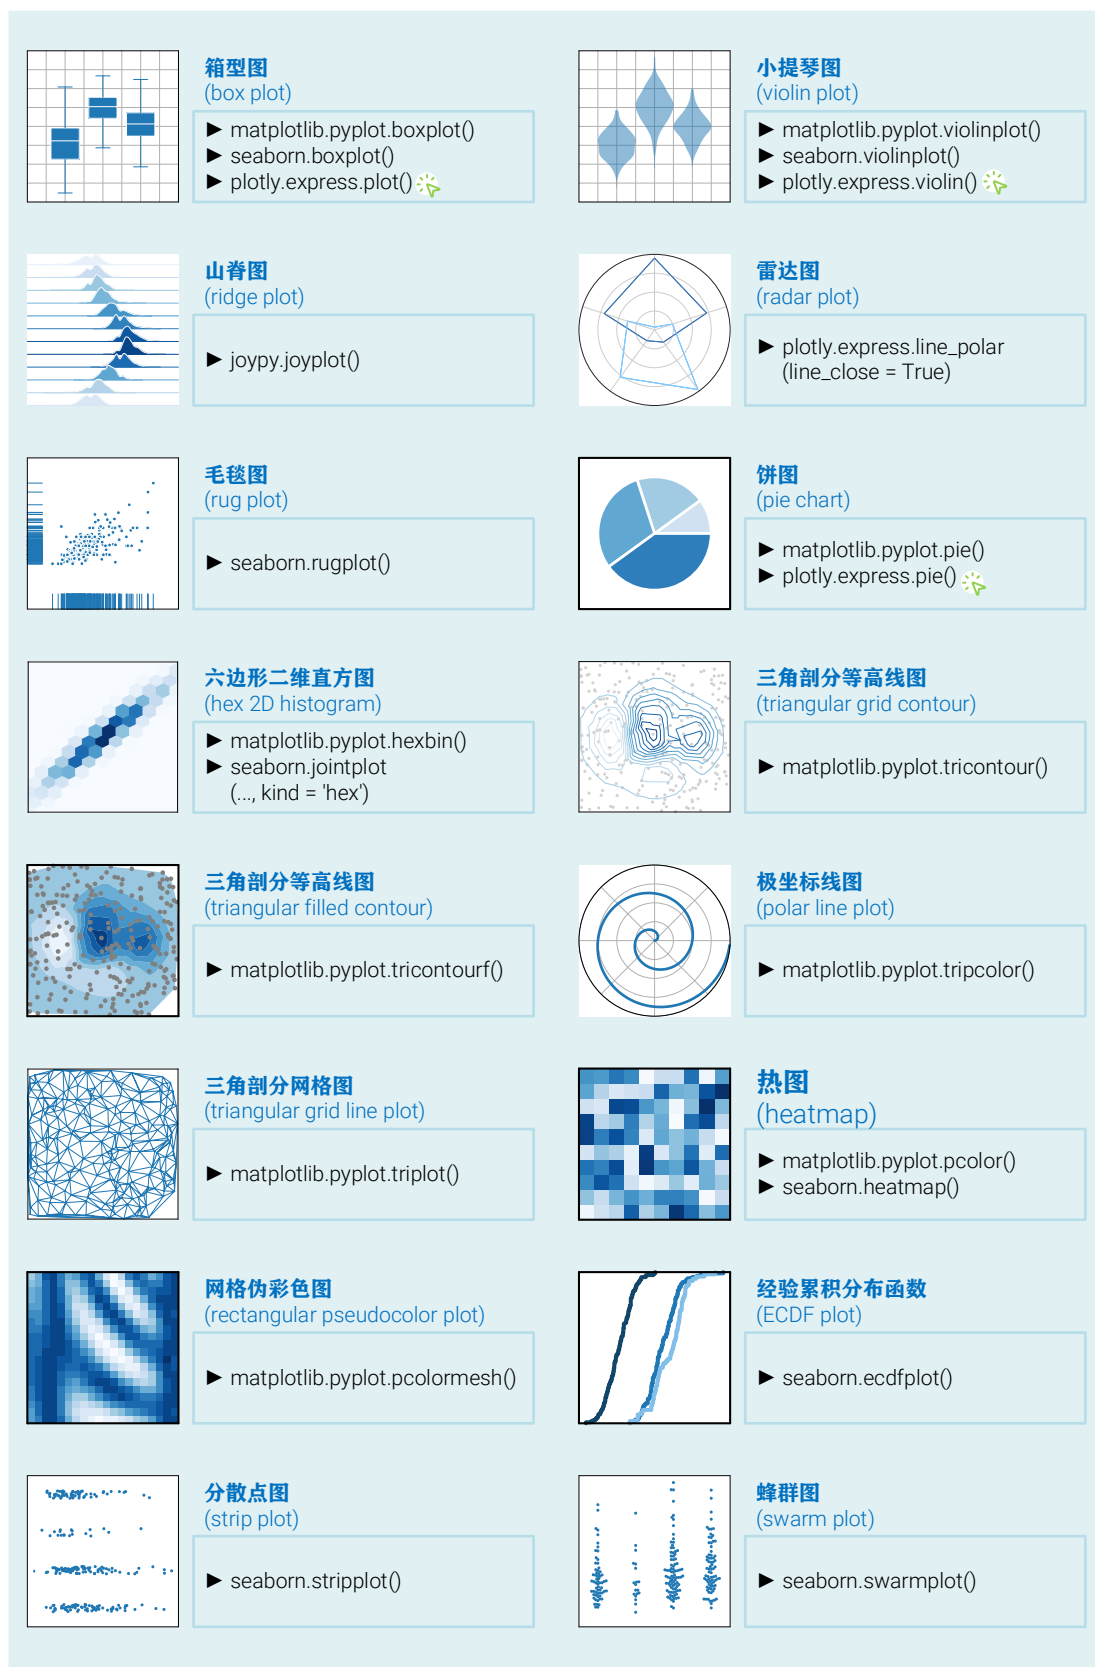 箱型图
(box plot)
► matplotlib.pyplot.boxplot()
► seaborn.boxplot()
► plotly.express.plot()
小提琴图
(violin plot)
► matplotlib.pyplot.violinplot()
► seaborn.violinplot()
► plotly.express.violin()
山脊图
(ridge plot)
► joypy.joyplot()
雷达图
(radar plot)
► plotly.express.line_polar
(line_close = True)
毛毯图
(rug plot)
► seaborn.rugplot()
饼图
(pie chart)
► matplotlib.pyplot.pie()
► plotly.express.pie()
六边形二维直方图
(hex 2D histogram)
► matplotlib.pyplot.hexbin()
► seaborn.jointplot
(..., kind = 'hex')
三角剖分等高线图
(triangular grid contour)
► matplotlib.pyplot.tricontour()
三角剖分等高线图
(triangular filled contour)
► matplotlib.pyplot.tricontourf()
极坐标线图
(polar line plot)
► matplotlib.pyplot.tripcolor()
三角剖分网格图
(triangular grid line plot)
► matplotlib.pyplot.triplot()
热图
(heatmap)
► matplotlib.pyplot.pcolor()
► seaborn.heatmap()
网格伪彩色图
(rectangular pseudocolor plot)
► matplotlib.pyplot.pcolormesh()
经验累积分布函数
(ECDF plot)
► seaborn.ecdfplot()
分散点图
(strip plot)
► seaborn.stripplot()
蜂群图
(swarm plot)
► seaborn.swarmplot()